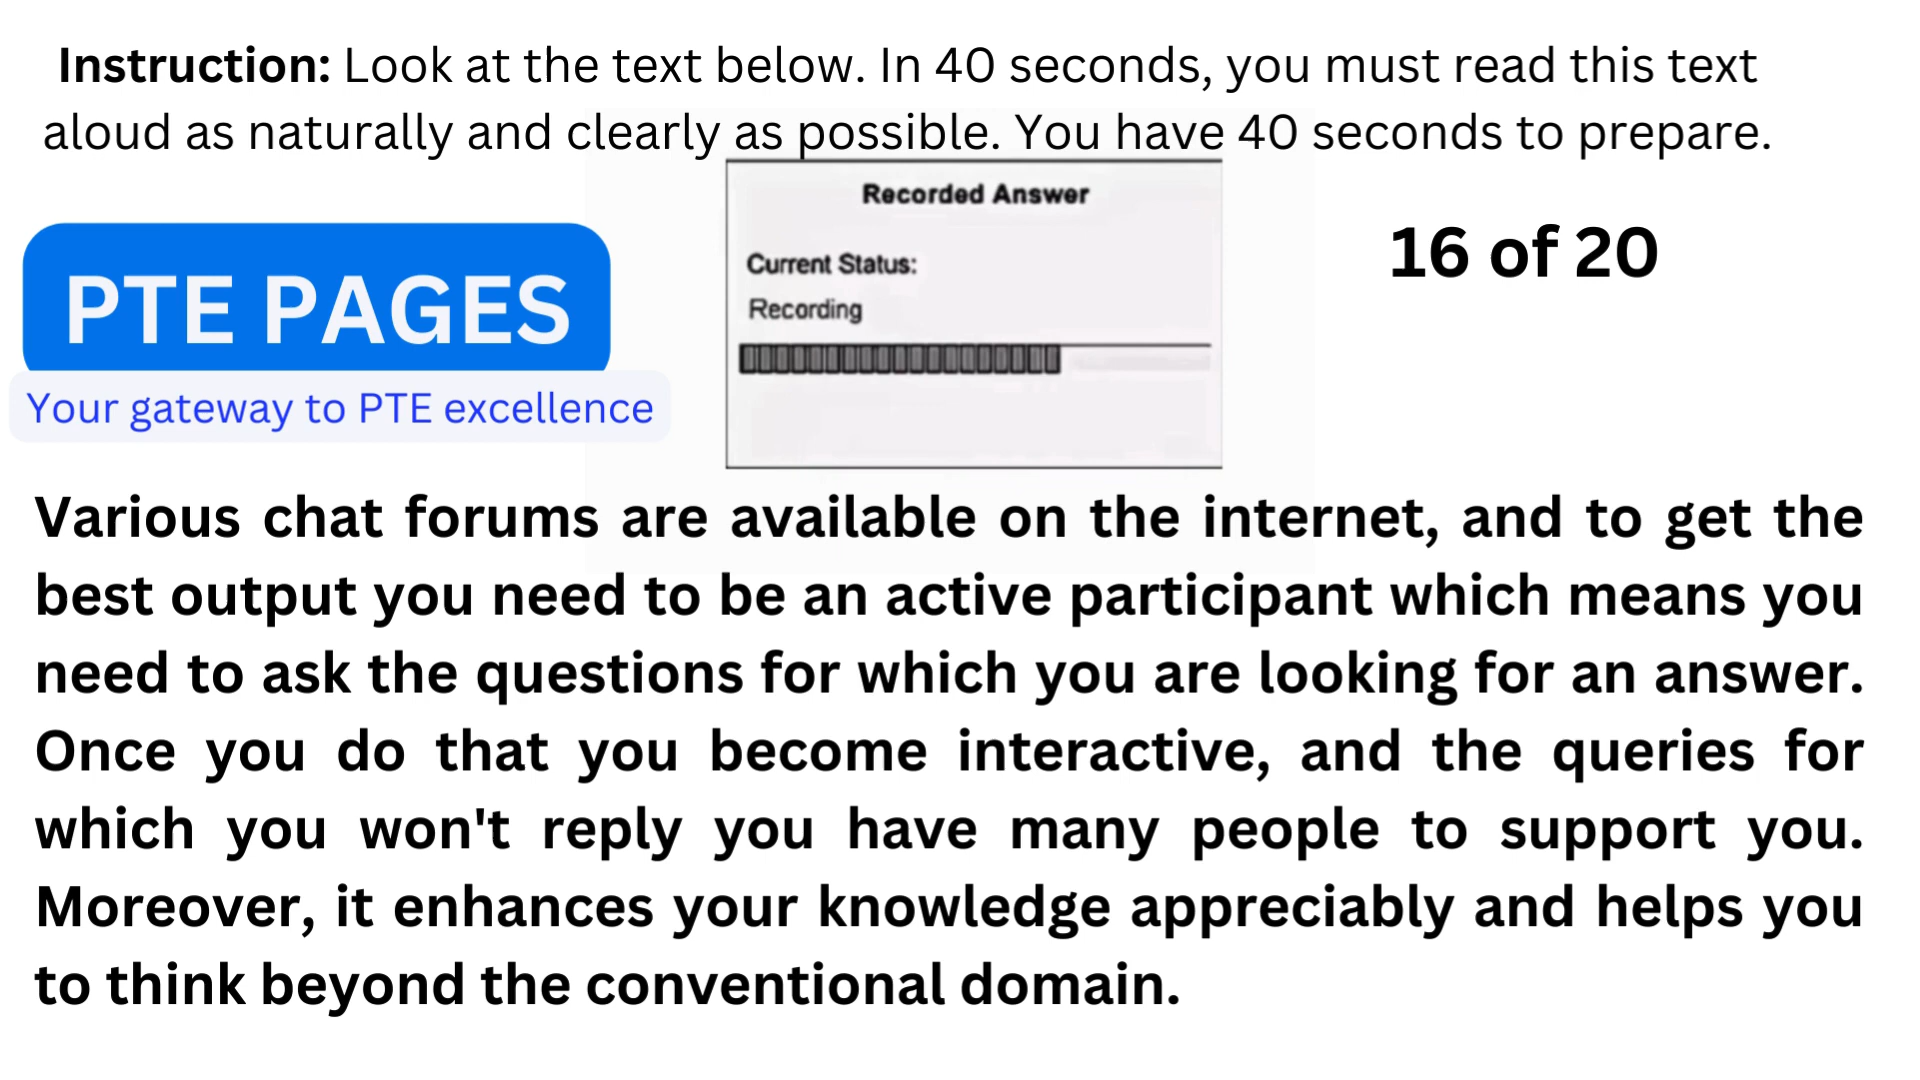 Instruction: Look at the text below. In 40 seconds, you must read this text
aloud as naturally and clearly as possible. You have 40 seconds to prepare.
Recorded Answer
Current Status:
Recording
16 of 20
PTE PAGES
Your gateway to PTE excellence
Various chat forums are available on the internet, and to get the
best output you need to be an active participant which means you
need to ask the questions for which you are looking for an answer.
Once you do that you become interactive, and the queries for
which you won't reply you have many people to support you.
Moreover, it enhances your knowledge appreciably and helps you
to think beyond the conventional domain.